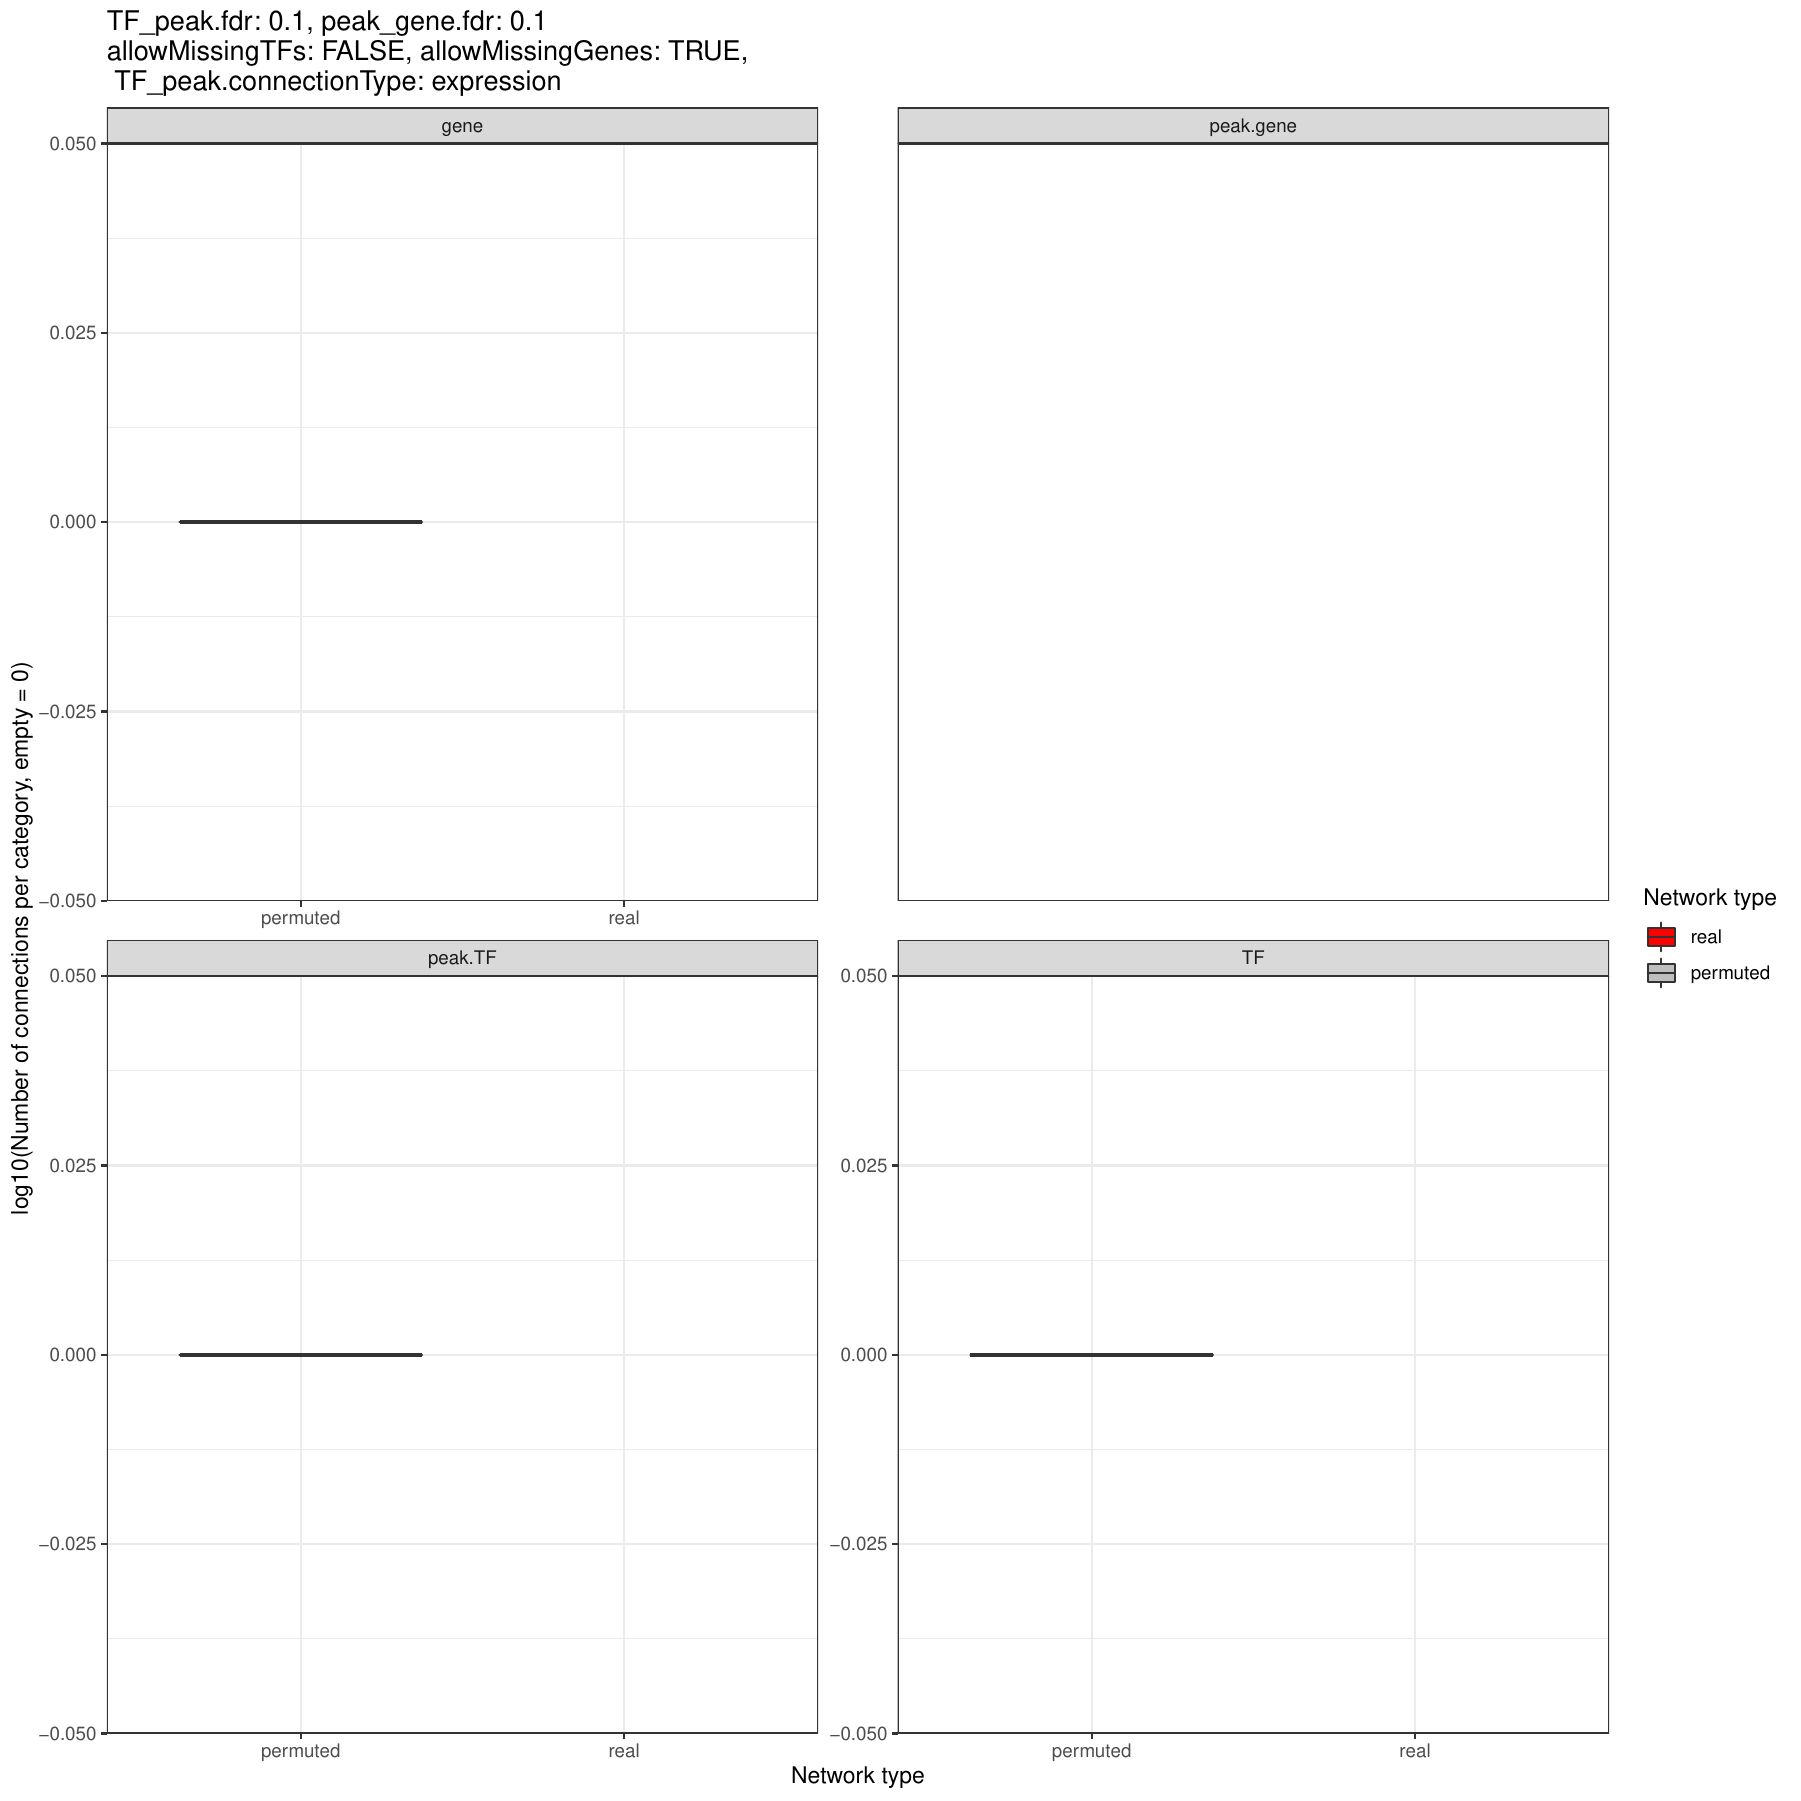 TF_peak.fdr: 0.1, peak_gene.fdr: 0.1
allowMissingTFs: FALSE, allowMissingGenes: TRUE,
TF_peak.connectionType: expression
gene
peak.gene
0.050
0.025
0.000
−0.025
−0.050
permuted
real
peak.TF
TF
0.050
0.025
0.000
−0.025
−0.050
permuted
real
0.050
0.025
0.000
−0.025
−0.050
permuted
real
Network type
log10(Number of connections per category, empty = 0)
Network type
real
permuted